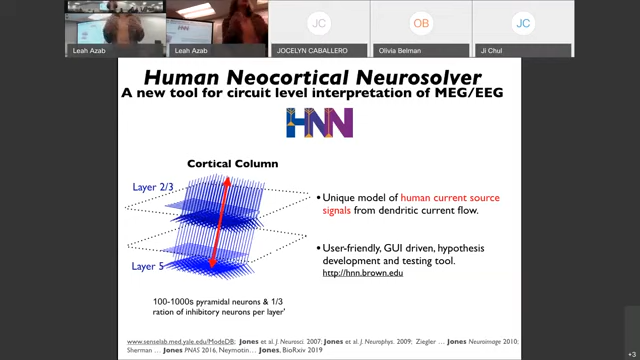 Leah Azab
Leah Azab
JC
JOCELYN CABALLERO
OB
Olivia Belman
JC
Ji Chul
Human Neocortical Neurosolver
A new tool for circuit level interpretation of MEG/EEG
HNN
Cortical Column
Layer 2/3
Layer 5
100-1000s pyramidal neurons & 1/3
ration of inhibitory neurons per layer'
• Unique model of human current source
signals from dendritic current flow.
• User-friendly, GUI driven, hypothesis
development and testing tool.
http://hnn.brown.edu
www.senselab.med.yale.edu/ModeDB; Jones et al. J Neurosci. 2007; Jones et al. J Neurophys. 2009; Ziegler ... Jones Neuroimage 2010;
Sherman ... Jones PNAS 2016, Neymotin... Jones, BioRxiv 2019
+3